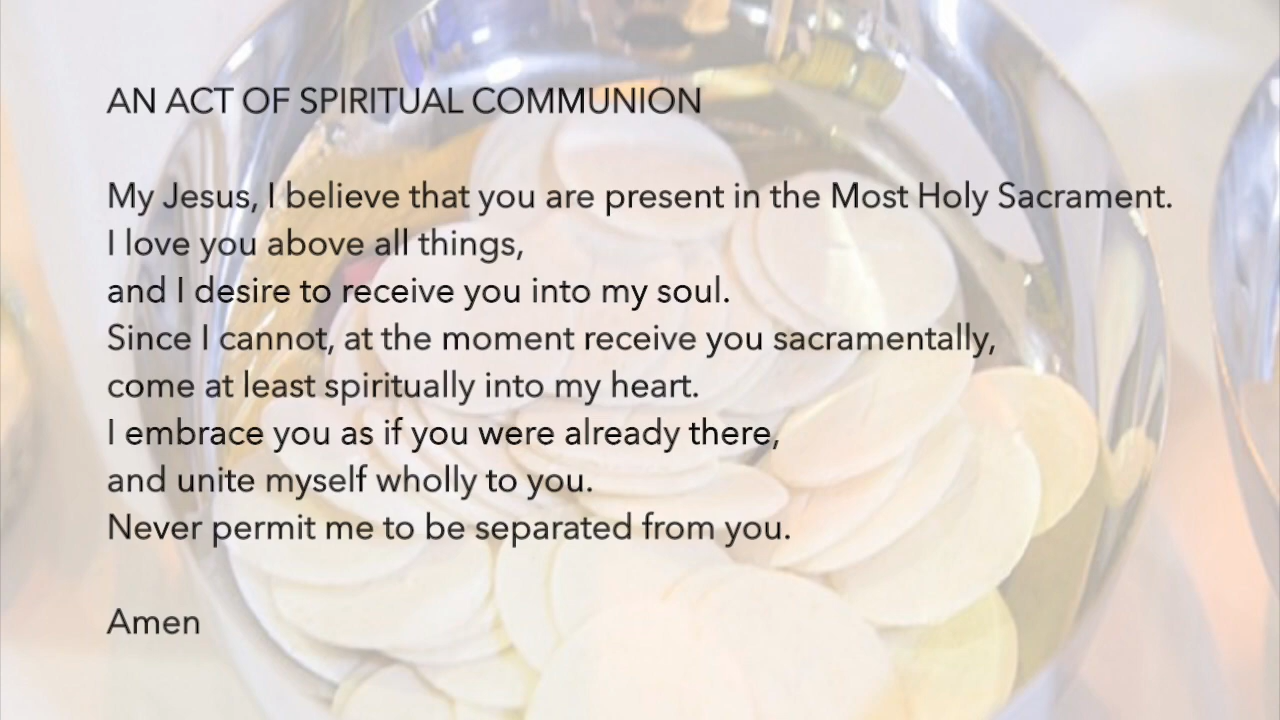 AN ACT OF SPIRITUAL COMMUNION
My Jesus, I believe that you are present in the Most Holy Sacrament.
I love you above all things,
and I desire to receive you into my soul.
Since I cannot, at the moment receive you sacramentally,
come at least spiritually into my heart.
I embrace you as if you were already there,
and unite myself wholly to you.
Never permit me to be separated from you.
Amen